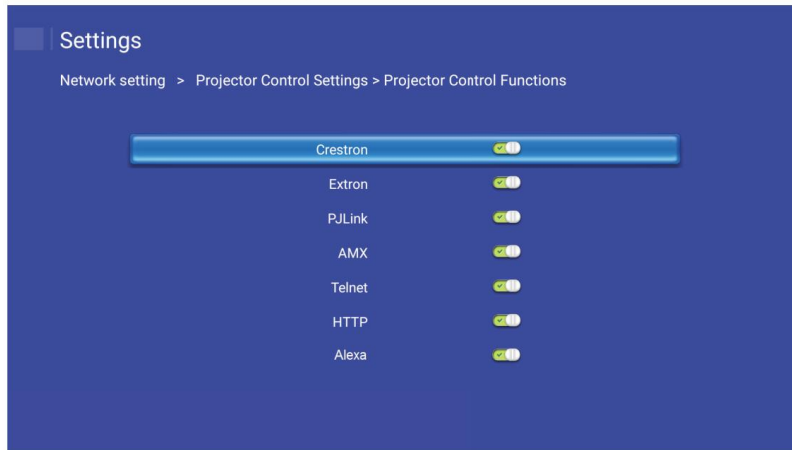 Settings
Network setting > Projector Control Settings > Projector Control Functions
Crestron
Extron
PJLink
AMX
Telnet
HTTP
Alexa